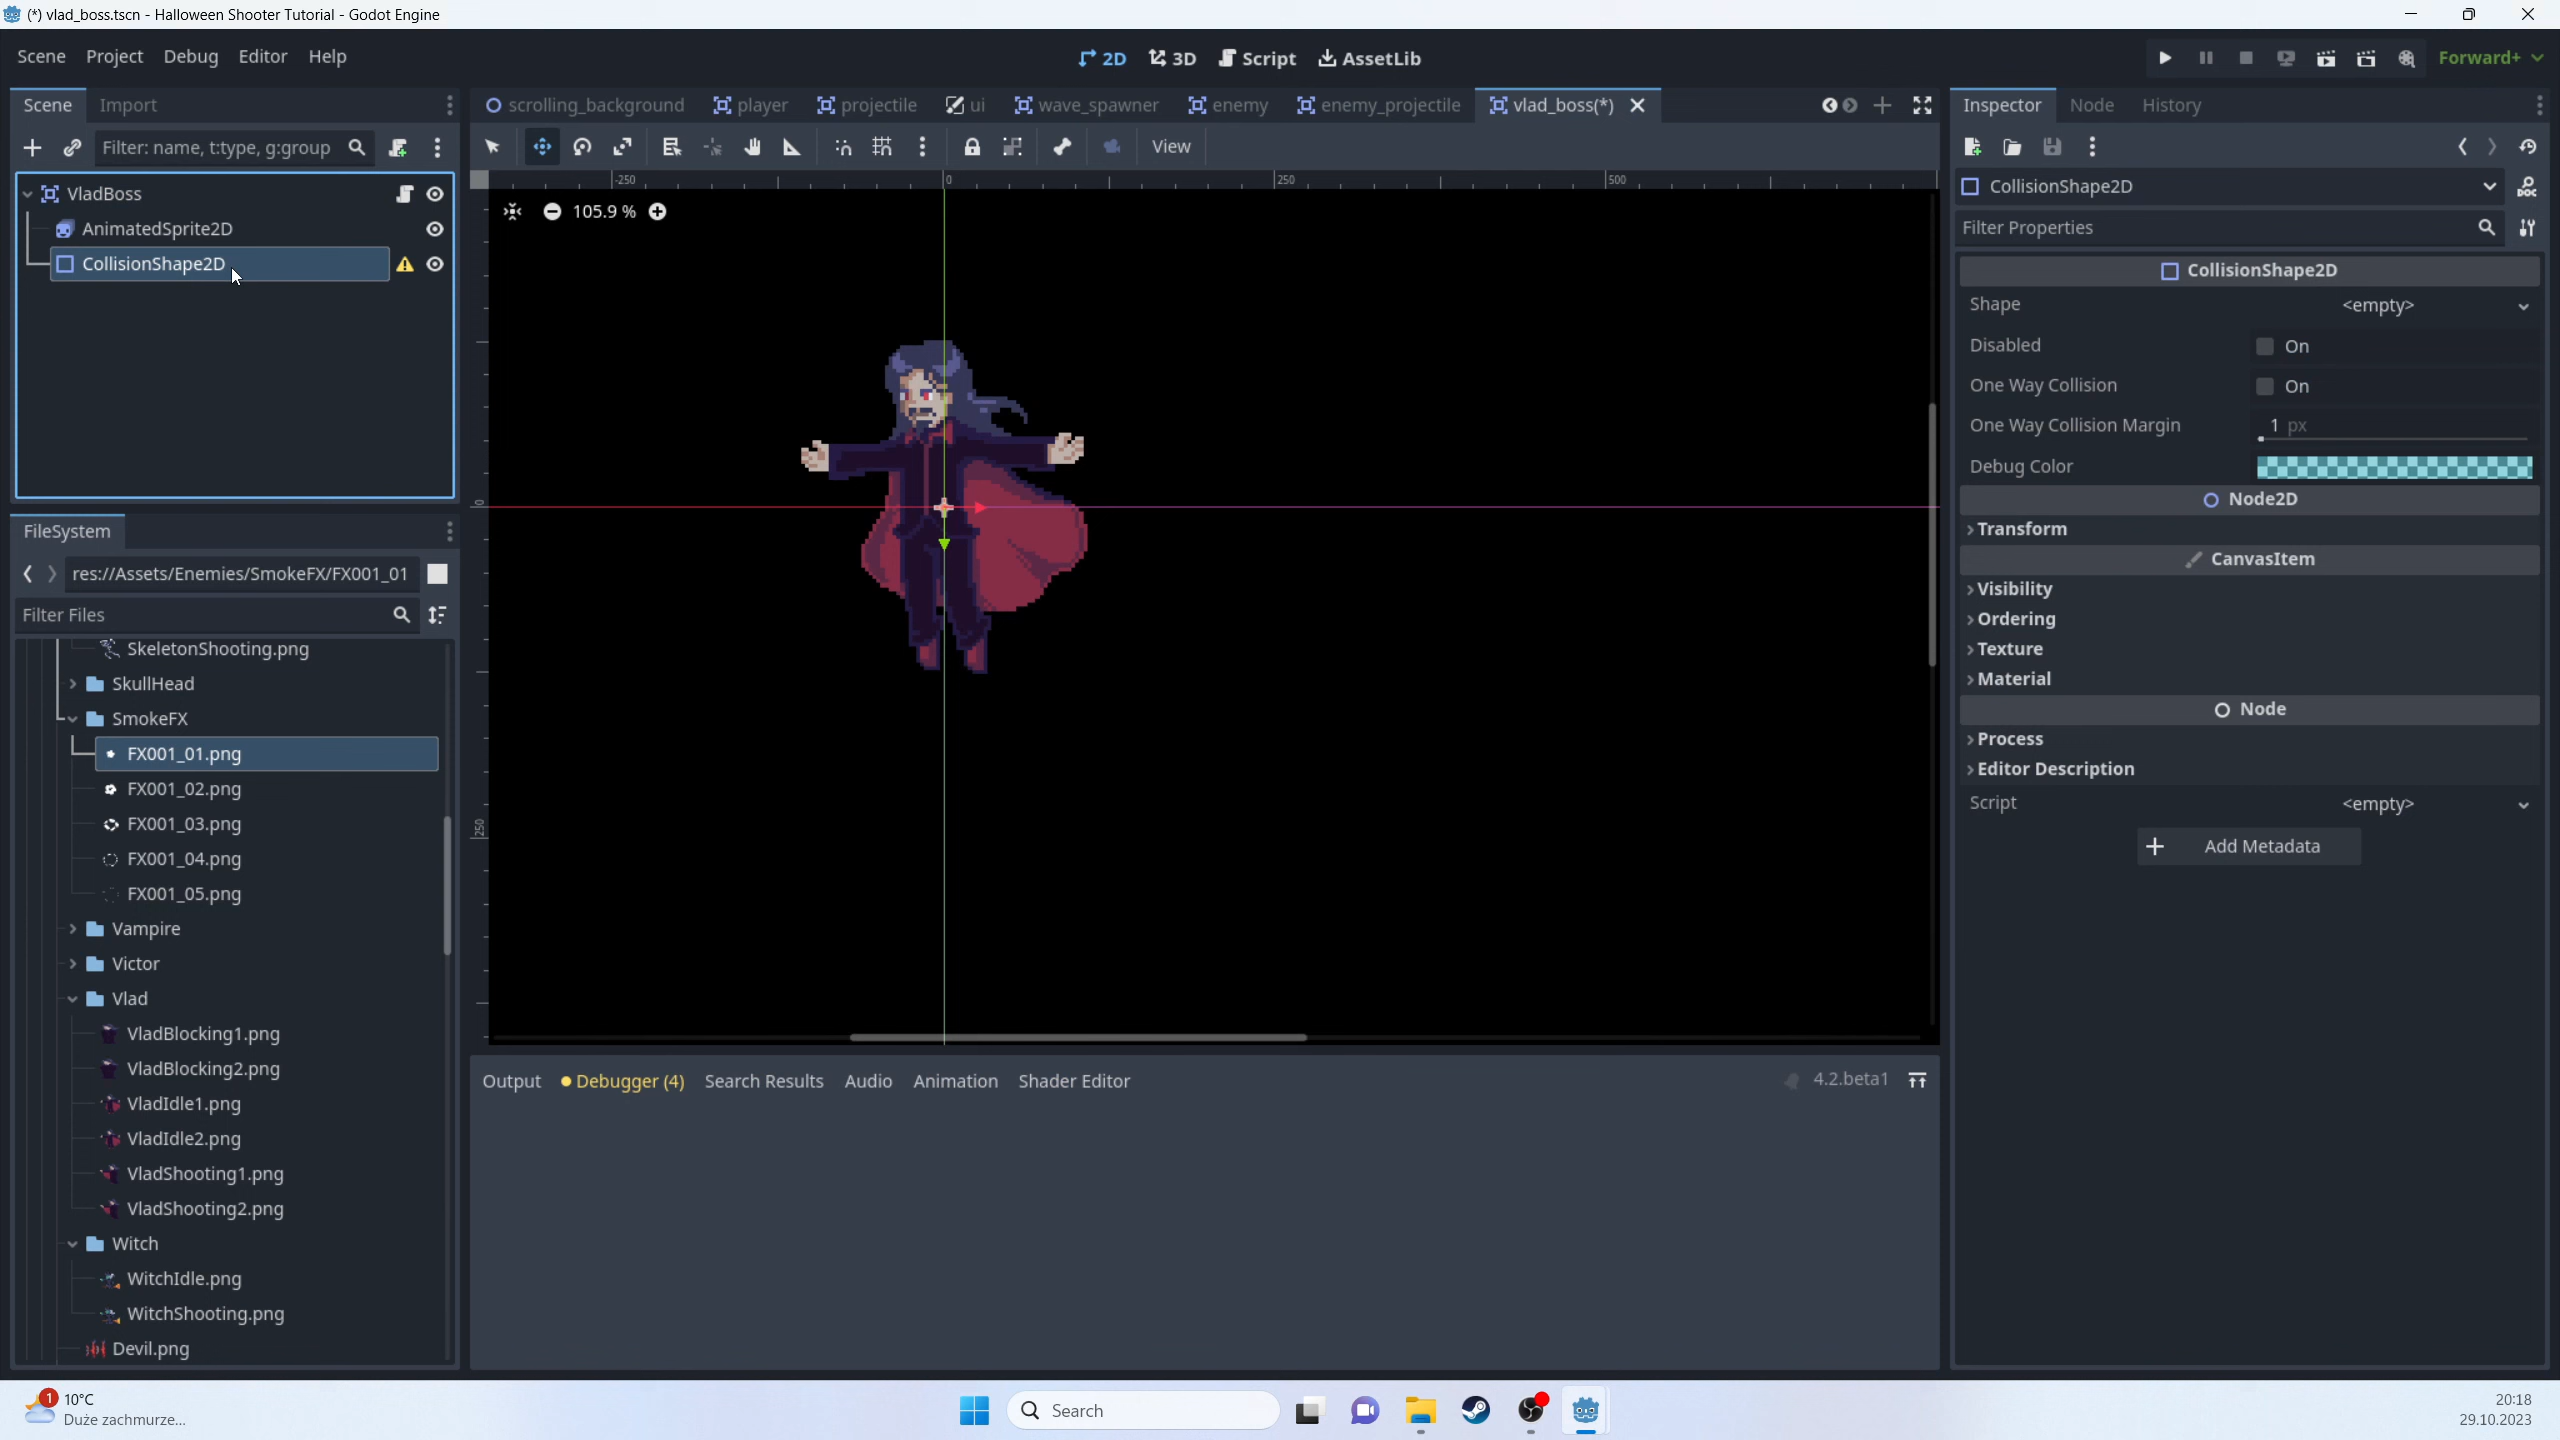 (*) vlad_boss.tscn - Halloween Shooter Tutorial - Godot Engine
Scene Project Debug Editor Help
2D 3D Script AssetLib
Forward+
Scene Import
scrolling_background player projectile ui wave_spawner enemy enemy_projectile vlad_boss(*)
Inspector Node History
Filter: name, t:type, g:group
View
VladBoss
AnimatedSprite2D
CollisionShape2D
-250 0 250 500
105.9 %
0
250
CollisionShape2D
Filter Properties
CollisionShape2D
Shape <empty>
Disabled On
One Way Collision On
One Way Collision Margin 1 px
Debug Color
Node2D
Transform
CanvasItem
Visibility
Ordering
Texture
Material
Node
Process
Editor Description
Script <empty>
Add Metadata
FileSystem
res://Assets/Enemies/SmokeFX/FX001_01
Filter Files
SkeletonShooting.png
SkullHead
SmokeFX
FX001_01.png
FX001_02.png
FX001_03.png
FX001_04.png
FX001_05.png
Vampire
Victor
Vlad
VladBlocking1.png
VladBlocking2.png
VladIdle1.png
VladIdle2.png
VladShooting1.png
VladShooting2.png
Witch
WitchIdle.png
WitchShooting.png
Devil.png
Output Debugger (4) Search Results Audio Animation Shader Editor
4.2.beta1
1
10°C
Duże zachmurze...
Search
20:18
29.10.2023